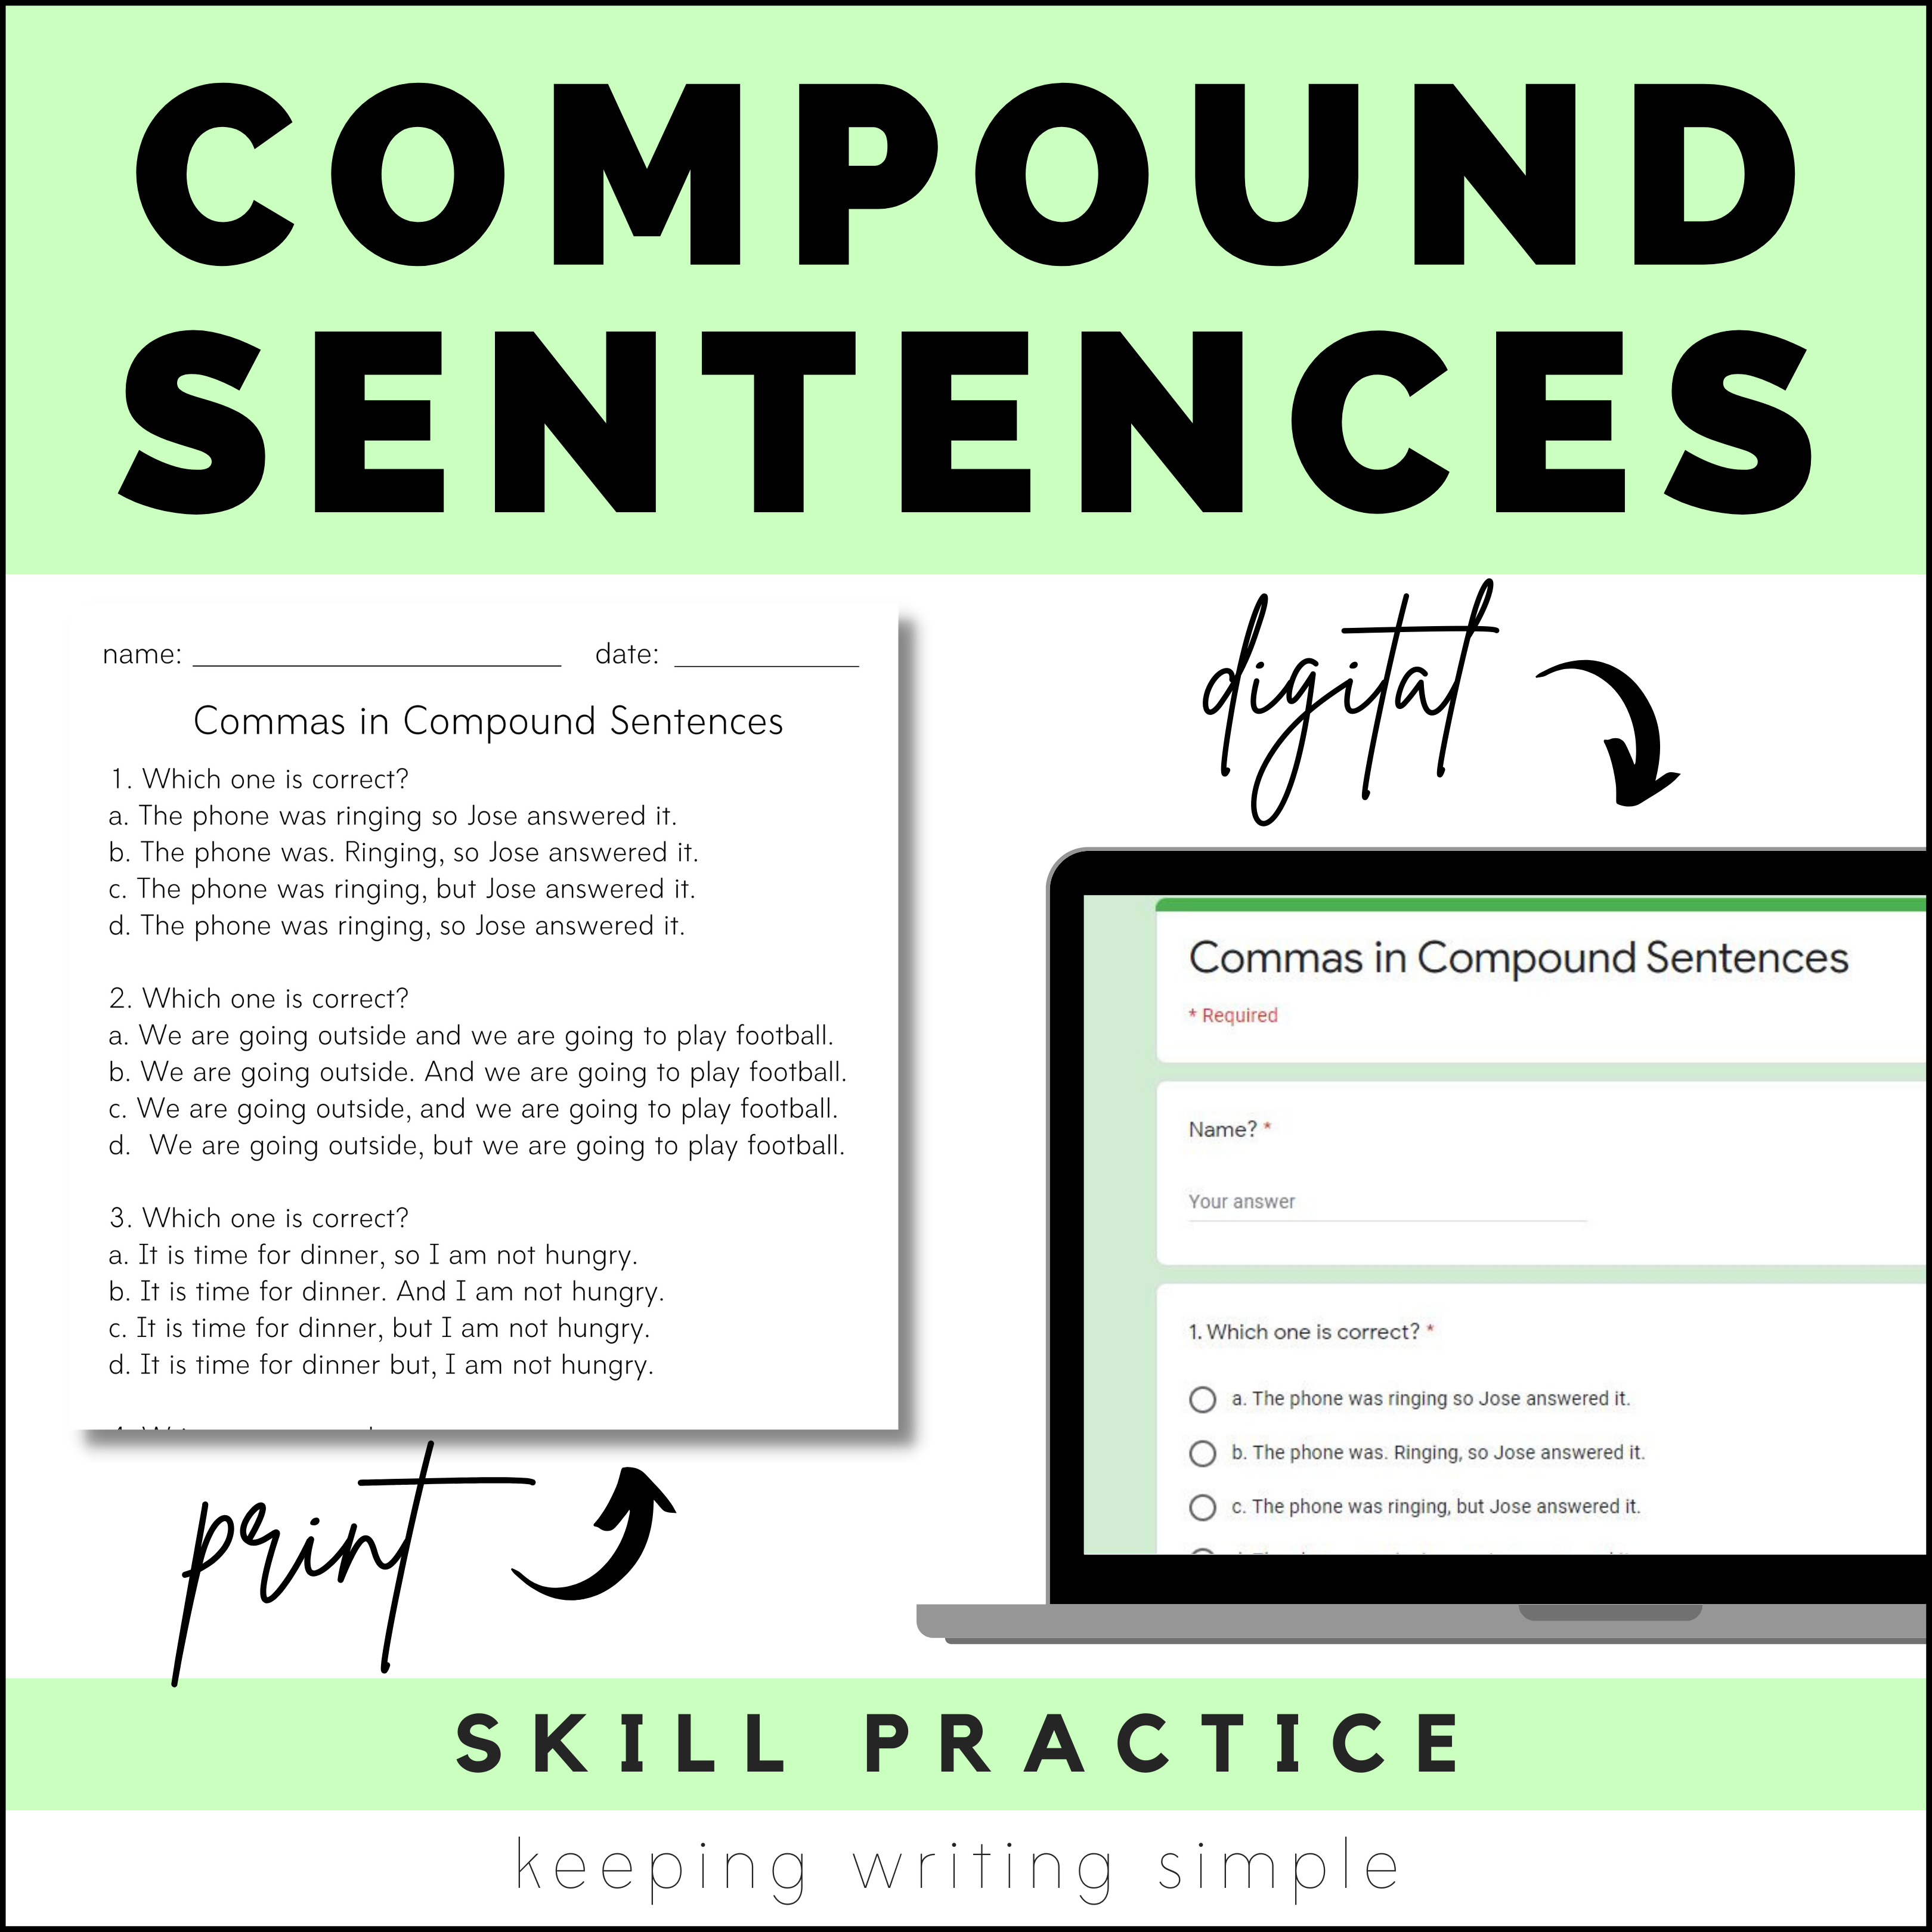 COMPOUND
SENTENCES
name: date:
Commas in Compound Sentences
1. Which one is correct?
a. The phone was ringing so Jose answered it.
b. The phone was. Ringing, so Jose answered it.
c. The phone was ringing, but Jose answered it.
d. The phone was ringing, so Jose answered it.
2. Which one is correct?
a. We are going outside and we are going to play football.
b. We are going outside. And we are going to play football.
c. We are going outside, and we are going to play football.
d. We are going outside, but we are going to play football.
3. Which one is correct?
a. It is time for dinner, so I am not hungry.
b. It is time for dinner. And I am not hungry.
c. It is time for dinner, but I am not hungry.
d. It is time for dinner but, I am not hungry.
print
digital
Commas in Compound Sentences
* Required
Name? *
Your answer
1. Which one is correct? *
a. The phone was ringing so Jose answered it.
b. The phone was. Ringing, so Jose answered it.
c. The phone was ringing, but Jose answered it.
SKILL PRACTICE
keeping writing simple